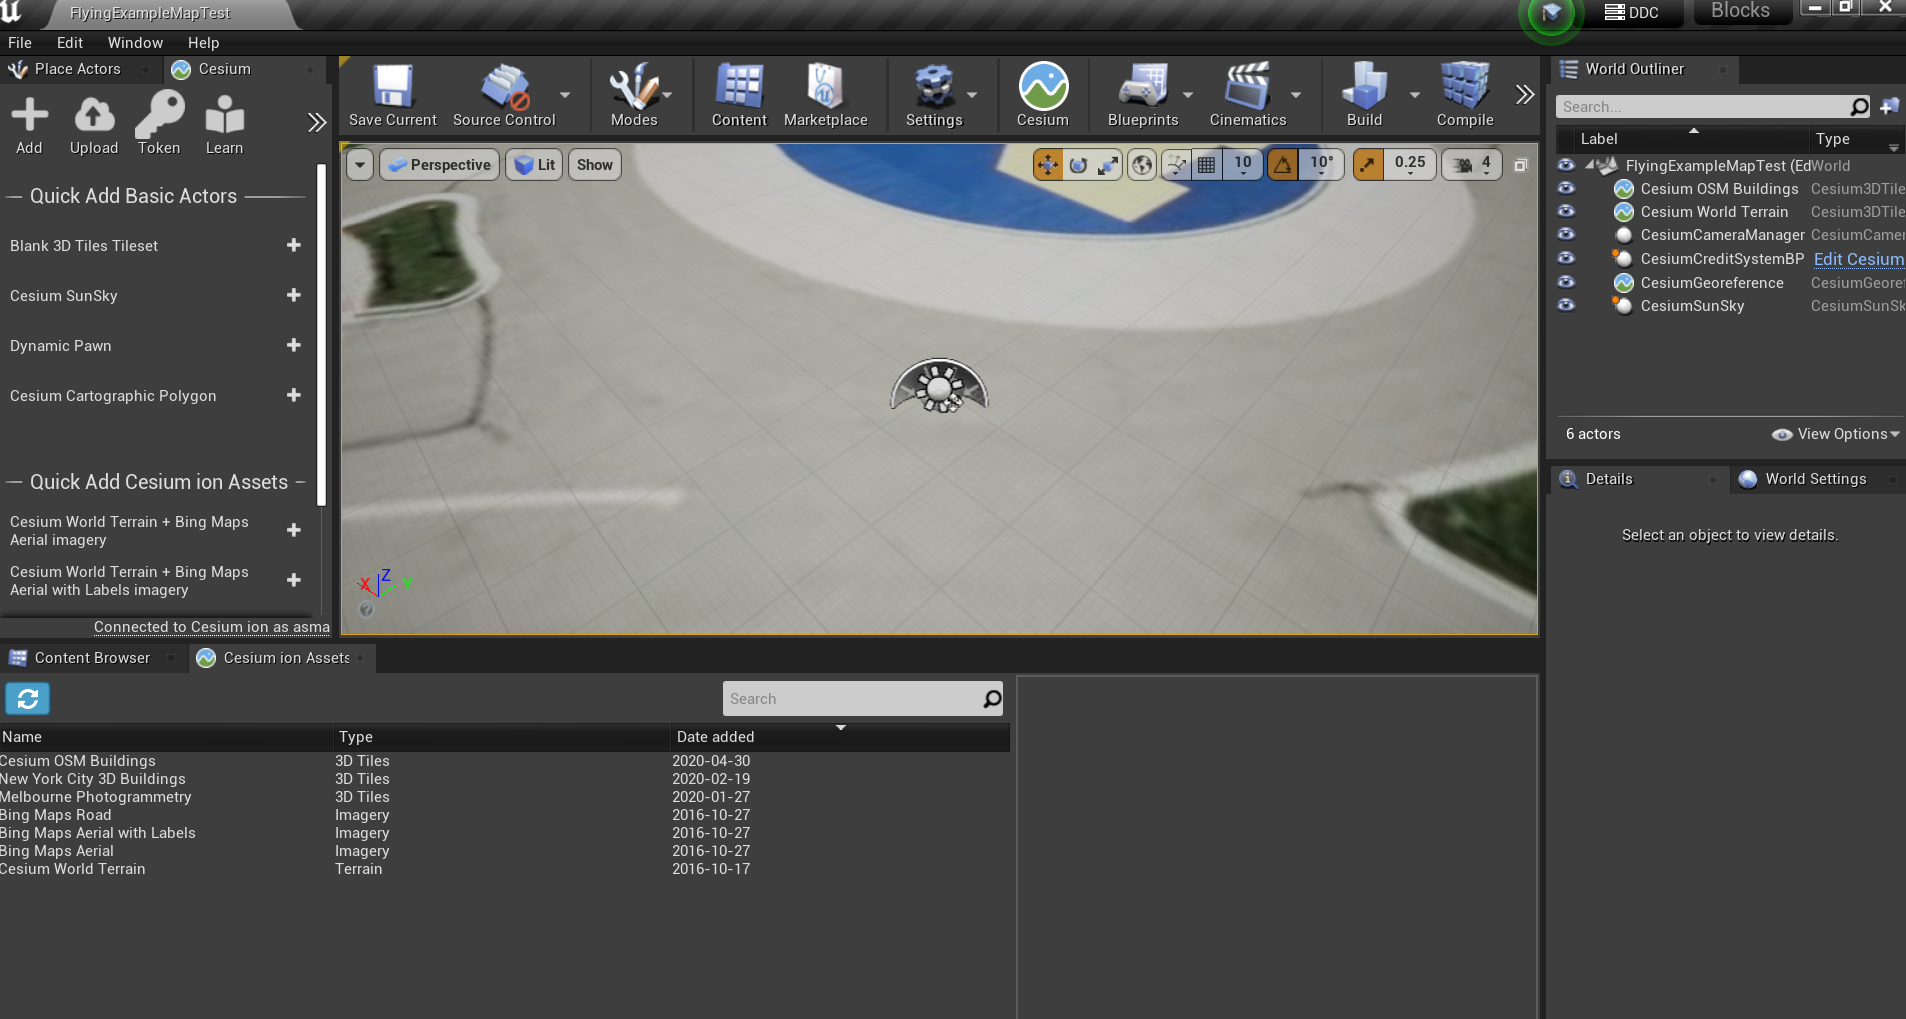 FlyingExampleMapTest
DDC
Blocks
File Edit Window Help
Place Actors
Cesium
Add
Upload
Token
Learn
Save Current
Source Control
Modes
Content
Marketplace
Settings
Cesium
Blueprints
Cinematics
Build
Compile
Quick Add Basic Actors
Blank 3D Tiles Tileset
Cesium SunSky
Dynamic Pawn
Cesium Cartographic Polygon
Quick Add Cesium ion Assets
Cesium World Terrain + Bing Maps
Aerial imagery
Cesium World Terrain + Bing Maps
Aerial with Labels imagery
Connected to Cesium ion as asma
Perspective
Lit
Show
10
10°
0.25
4
X Z Y
?
World Outliner
Search...
Label Type
FlyingExampleMapTest (Ed World
Cesium OSM Buildings Cesium3DTile
Cesium World Terrain Cesium3DTile
CesiumCameraManager CesiumCamer
CesiumCreditSystemBP Edit Cesium
CesiumGeoreference CesiumGeoref
CesiumSunSky CesiumSunSk
6 actors
View Options
Details
World Settings
Select an object to view details.
Content Browser
Cesium ion Assets
Search
Name Type Date added
Cesium OSM Buildings 3D Tiles 2020-04-30
New York City 3D Buildings 3D Tiles 2020-02-19
Melbourne Photogrammetry 3D Tiles 2020-01-27
Bing Maps Road Imagery 2016-10-27
Bing Maps Aerial with Labels Imagery 2016-10-27
Bing Maps Aerial Imagery 2016-10-27
Cesium World Terrain Terrain 2016-10-17